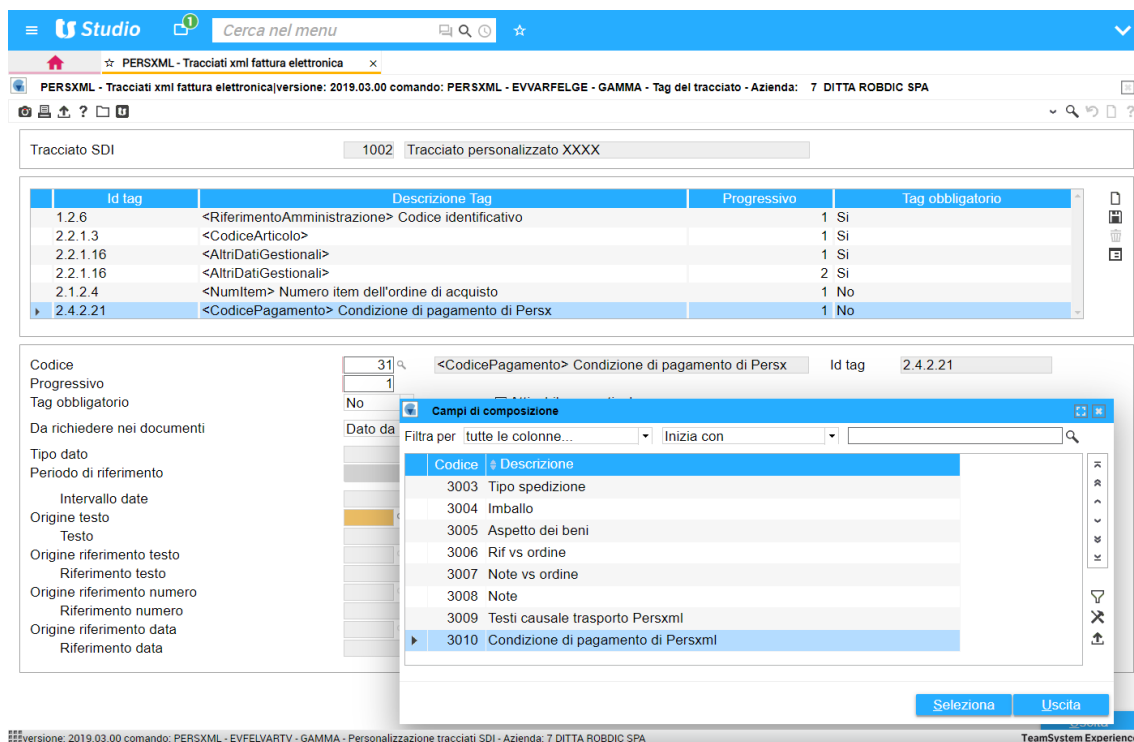 Studio 1 Cerca nel menu
PERSXML - Tracciati xml fattura elettronica
PERSXML - Tracciati xml fattura elettronica|versione: 2019.03.00 comando: PERSXML - EVVARFELGE - GAMMA - Tag del tracciato - Azienda: 7 DITTA ROBDIC SPA
Tracciato SDI 1002 Tracciato personalizzato XXXX
Id tag Descrizione Tag Progressivo Tag obbligatorio
1.2.6 <RiferimentoAmministrazione> Codice identificativo 1 Si
2.2.1.3 <CodiceArticolo> 1 Si
2.2.1.16 <AltriDatiGestionali> 1 Si
2.2.1.16 <AltriDatiGestionali> 2 Si
2.1.2.4 <NumItem> Numero item dell'ordine di acquisto 1 No
2.4.2.21 <CodicePagamento> Condizione di pagamento di Persx 1 No
Codice 31 <CodicePagamento> Condizione di pagamento di Persx Id tag 2.4.2.21
Progressivo 1
Tag obbligatorio No
Da richiedere nei documenti Dato da
Tipo dato
Periodo di riferimento
Intervallo date
Origine testo
Testo
Origine riferimento testo
Riferimento testo
Origine riferimento numero
Riferimento numero
Origine riferimento data
Riferimento data
Campi di composizione
Filtra per tutte le colonne... Inizia con
Codice Descrizione
3003 Tipo spedizione
3004 Imballo
3005 Aspetto dei beni
3006 Rif vs ordine
3007 Note vs ordine
3008 Note
3009 Testi causale trasporto Persxml
3010 Condizione di pagamento di Persxml
Seleziona Uscita
versione: 2019.03.00 comando: PERSXML - EVFELVARTV - GAMMA - Personalizzazione tracciati SDI - Azienda: 7 DITTA ROBDIC SPA TeamSystem Experience